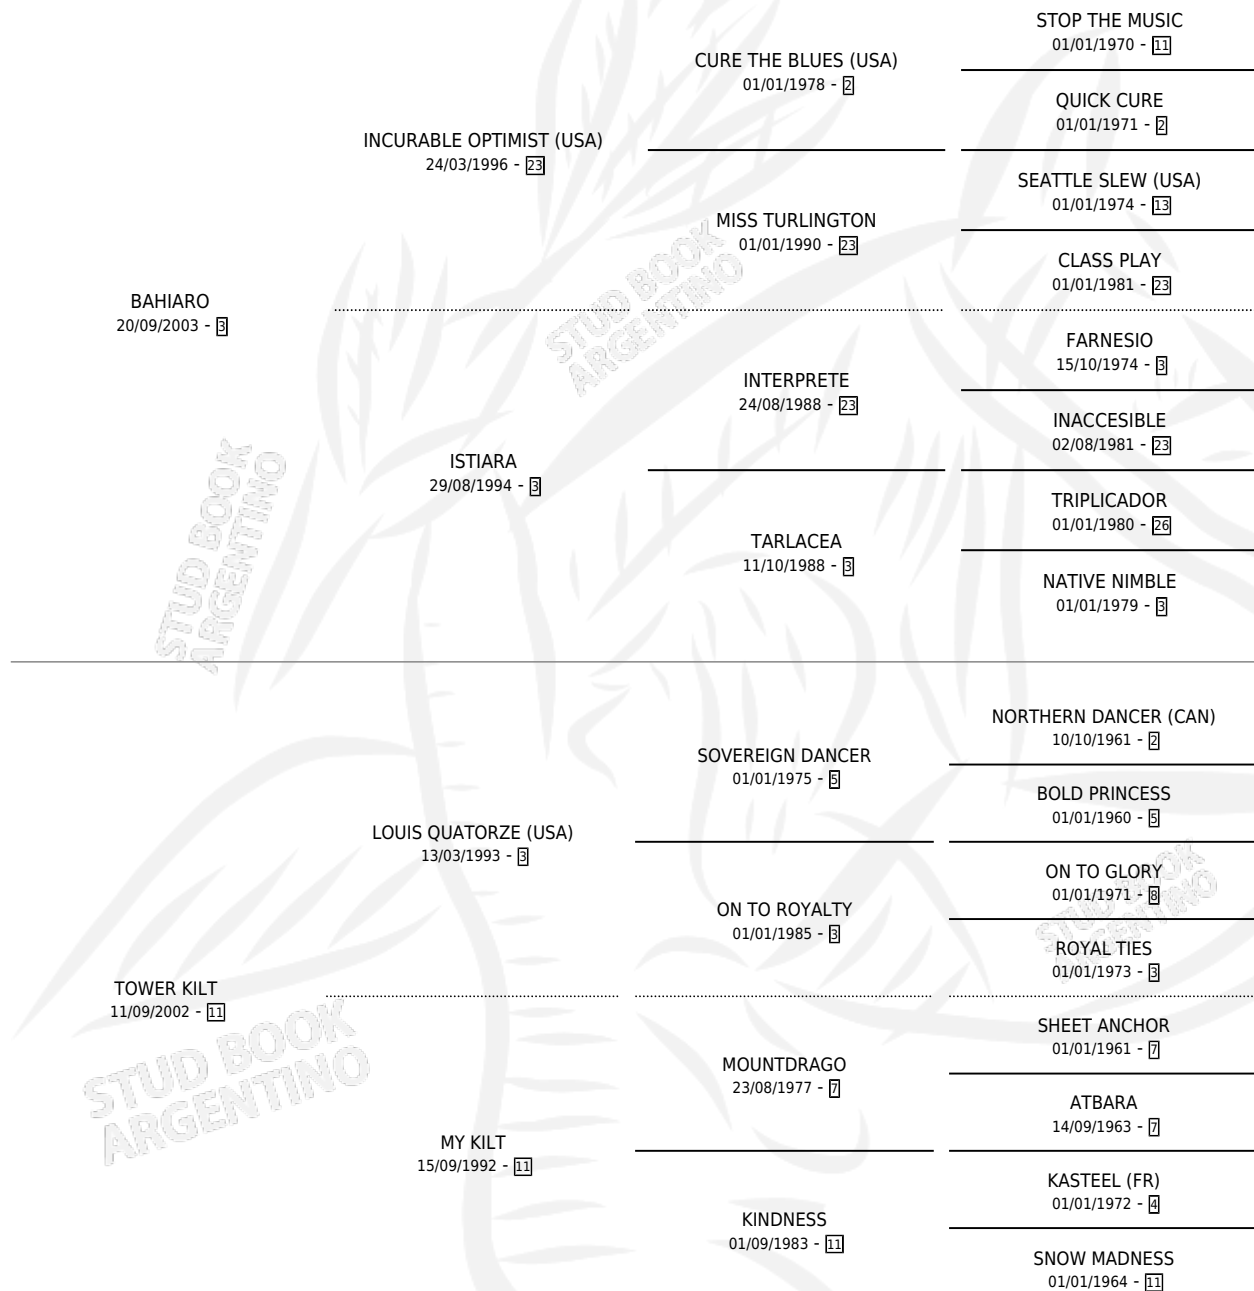 STOP THE MUSIC
01/01/1970 - 11
CURE THE BLUES (USA)
01/01/1978 - 2
QUICK CURE
01/01/1971 - 2
INCURABLE OPTIMIST (USA)
24/03/1996 - 23
SEATTLE SLEW (USA)
01/01/1974 - 13
MISS TURLINGTON
01/01/1990 - 23
CLASS PLAY
01/01/1981 - 23
BAHIARO
20/09/2003 - 3
STUD BOOK
ARGENTINO
FARNESIO
15/10/1974 - 3
INTERPRETE
24/08/1988 - 23
INACCESIBLE
02/08/1981 - 23
ISTIARA
29/08/1994 - 3
TRIPLICADOR
01/01/1980 - 26
TARLACEA
11/10/1988 - 3
NATIVE NIMBLE
01/01/1979 - 3
STUD BOOK
ARGENTINO
NORTHERN DANCER (CAN)
10/10/1961 - 2
SOVEREIGN DANCER
01/01/1975 - 5
BOLD PRINCESS
01/01/1960 - 5
LOUIS QUATORZE (USA)
13/03/1993 - 3
ON TO GLORY
01/01/1971 - 8
ON TO ROYALTY
01/01/1985 - 3
STUD BOOK
ARGENTINO
ROYAL TIES
01/01/1973 - 3
TOWER KILT
11/09/2002 - 11
SHEET ANCHOR
01/01/1961 - 7
MOUNTDRAGO
23/08/1977 - 7
ATBARA
14/09/1963 - 7
STUD BOOK
ARGENTINO
MY KILT
15/09/1992 - 11
KASTEEL (FR)
01/01/1972 - 4
KINDNESS
01/09/1983 - 11
SNOW MADNESS
01/01/1964 - 11